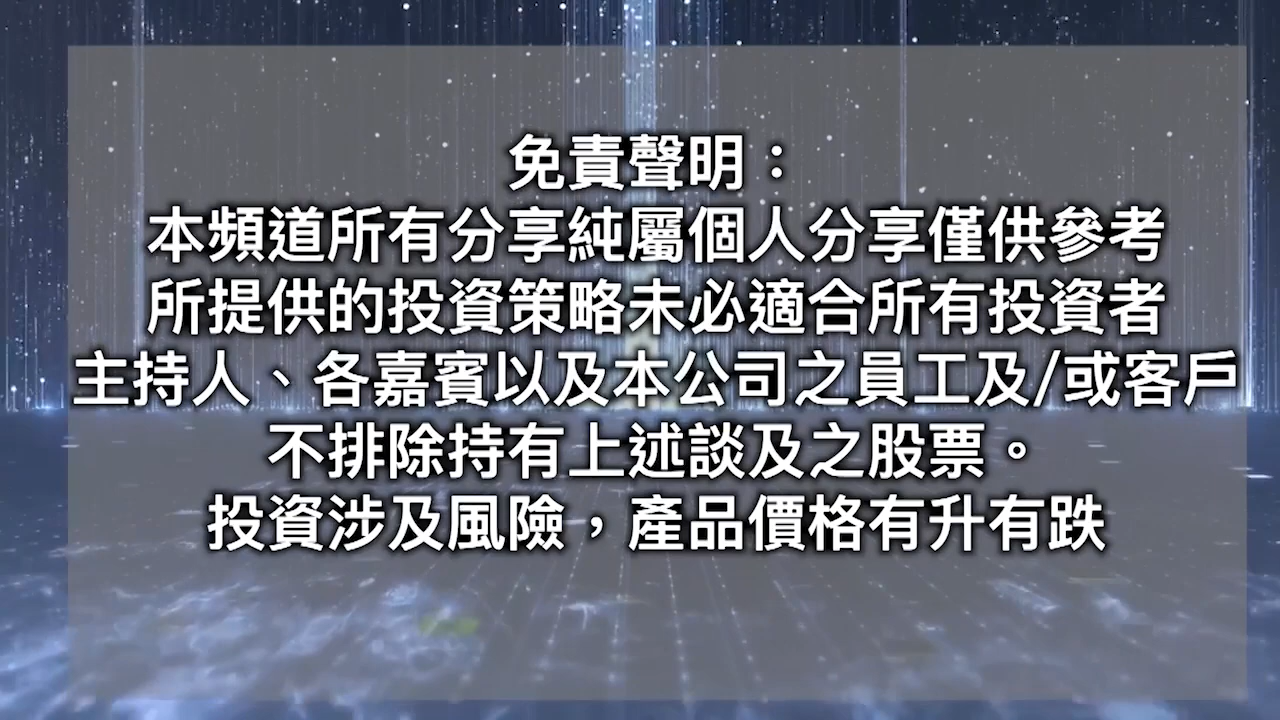 免責聲明：
本頻道所有分享純屬個人分享僅供參考
所提供的投資策略未必適合所有投資者
主持人、各嘉賓以及本公司之員工及/或客戶
不排除持有上述談及之股票。
投資涉及風險，產品價格有升有跌